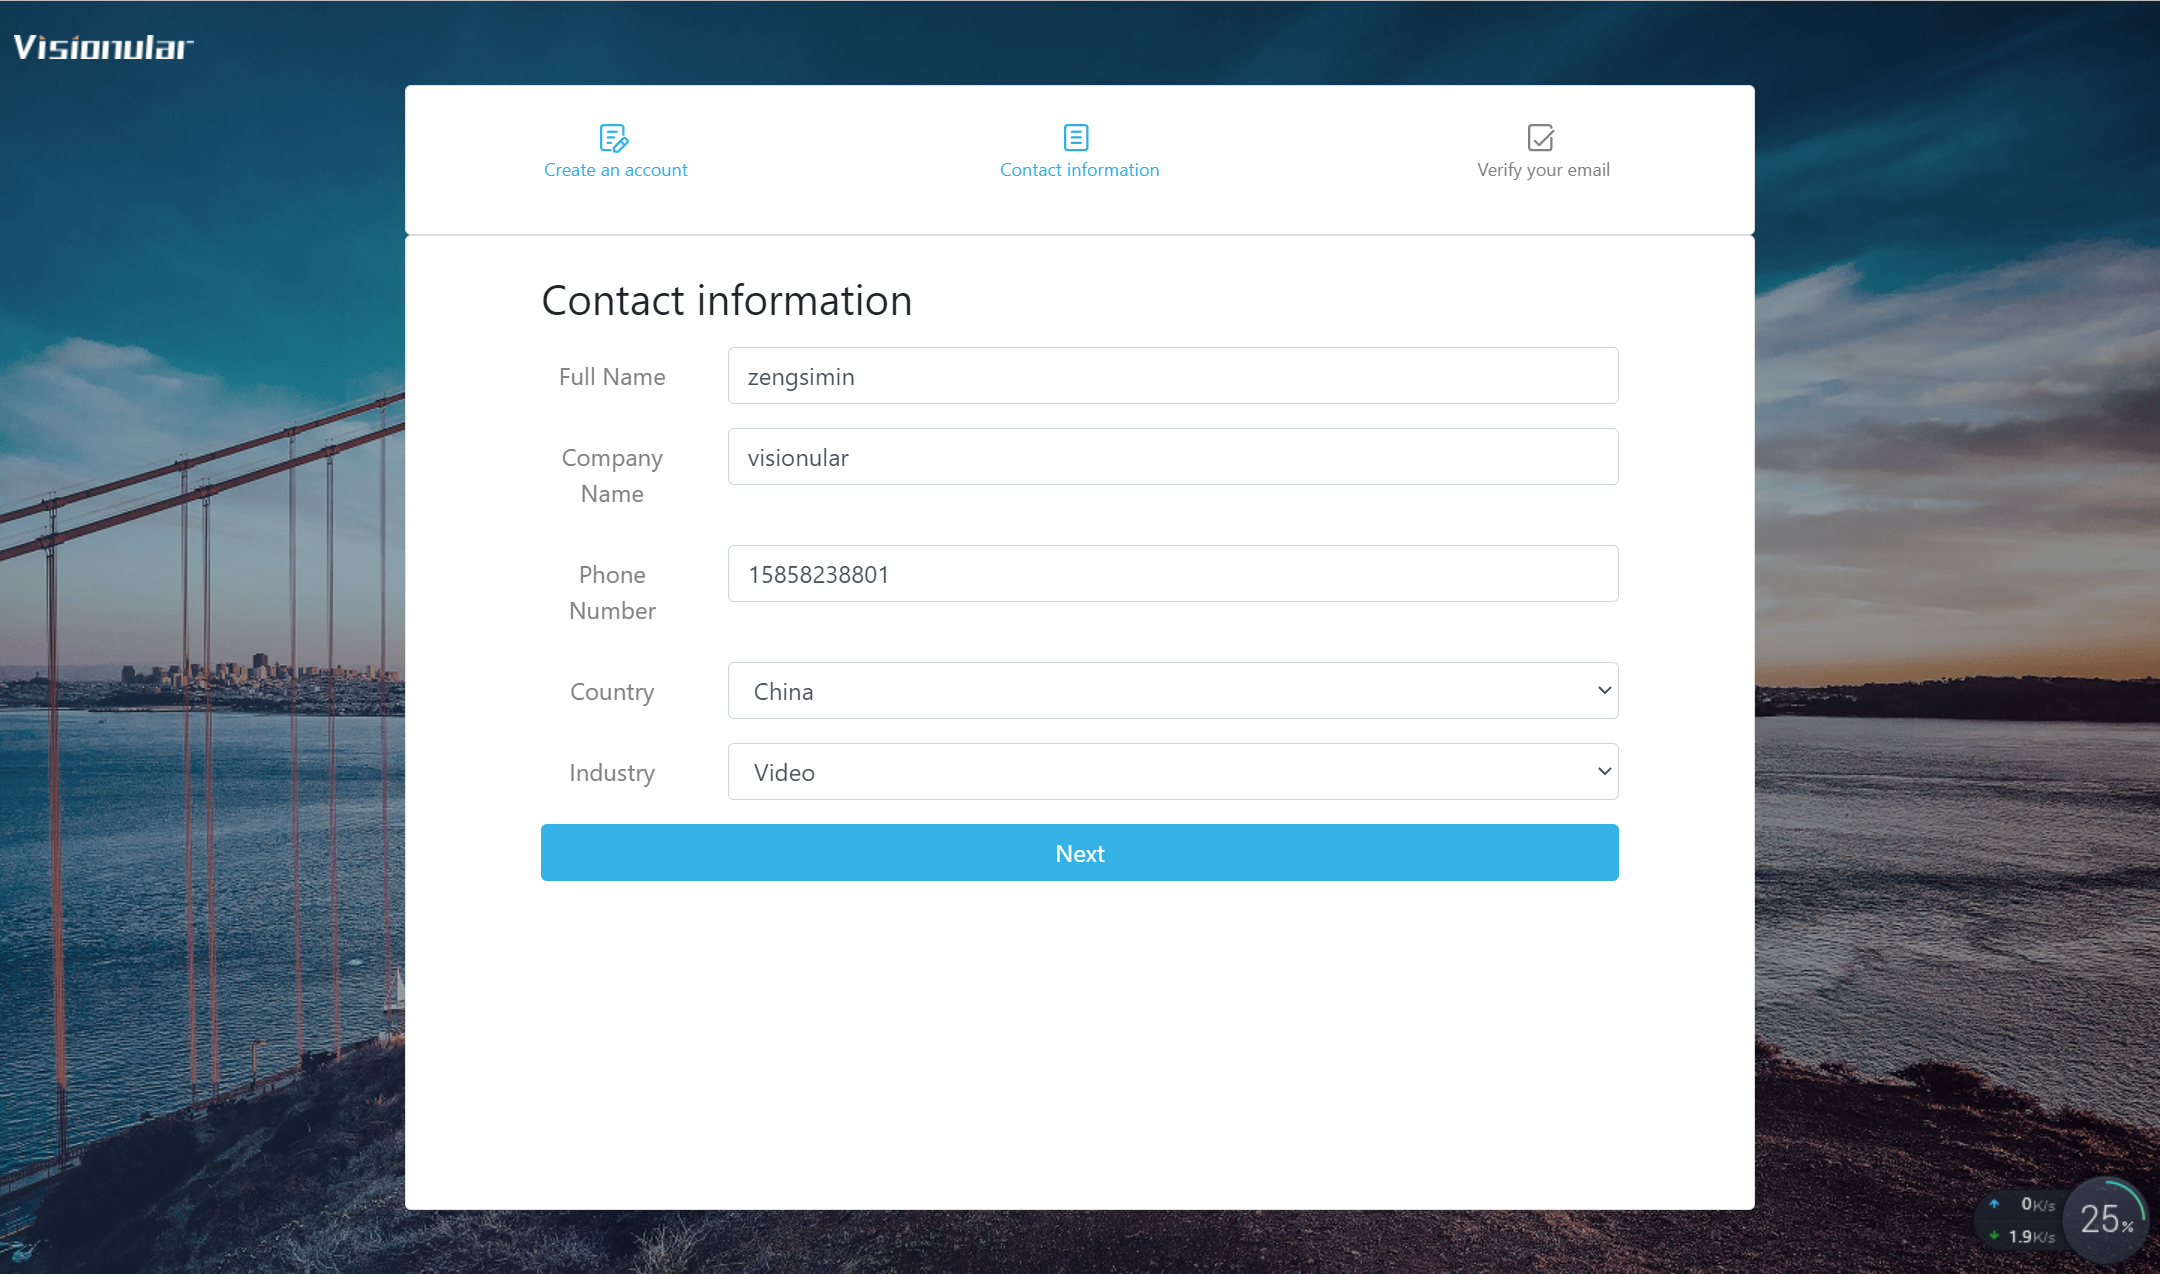 Visionular
Create an account
Contact information
Verify your email
Contact information
Full Name
zengsimin
Company
Name
visionular
Phone
Number
15858238801
Country
China
Industry
Video
Next
0K/s
1.9K/s
25%